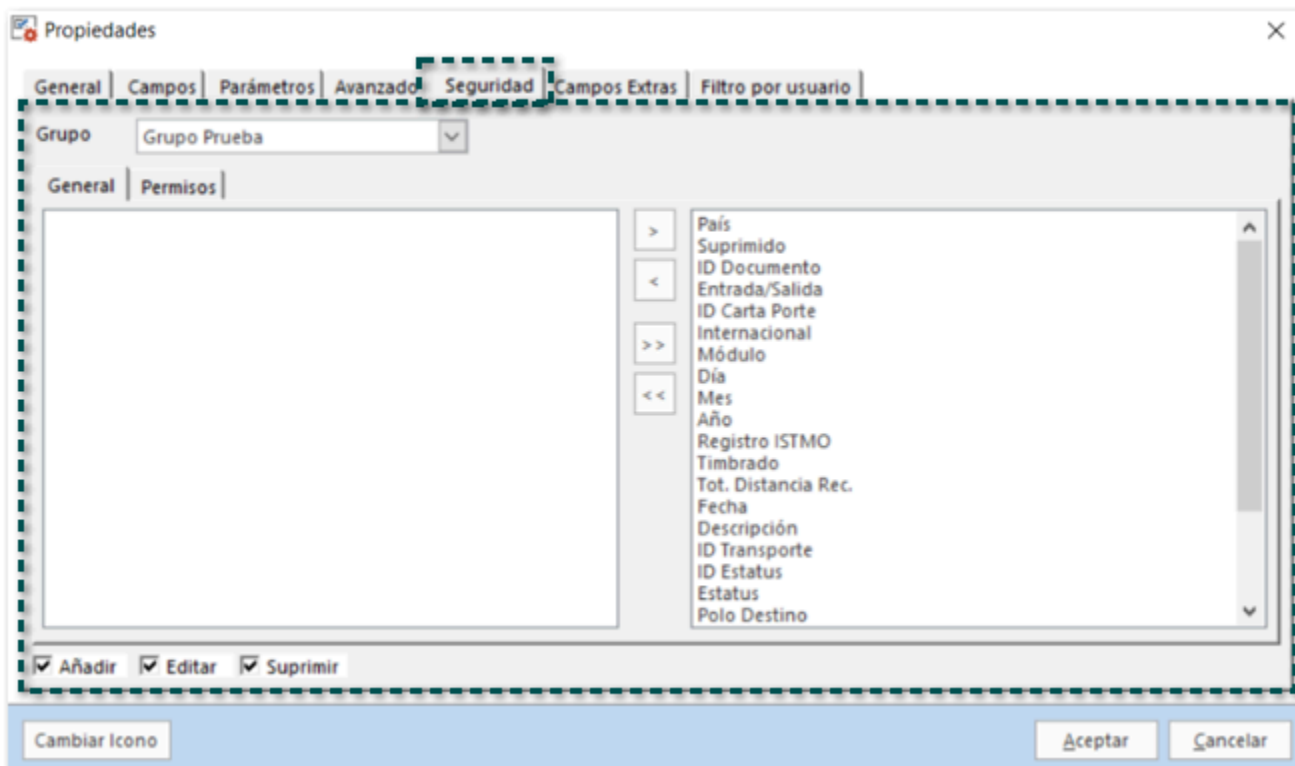 Propiedades
General Campos Parámetros Avanzado Seguridad Campos Extras Filtro por usuario
Grupo Grupo Prueba
General Permisos
>
<
>>
<<
País
Suprimido
ID Documento
Entrada/Salida
ID Carta Porte
Internacional
Módulo
Día
Mes
Año
Registro ISTMO
Timbrado
Tot. Distancia Rec.
Fecha
Descripción
ID Transporte
ID Estatus
Estatus
Polo Destino
Añadir Editar Suprimir
Cambiar Icono Aceptar Cancelar